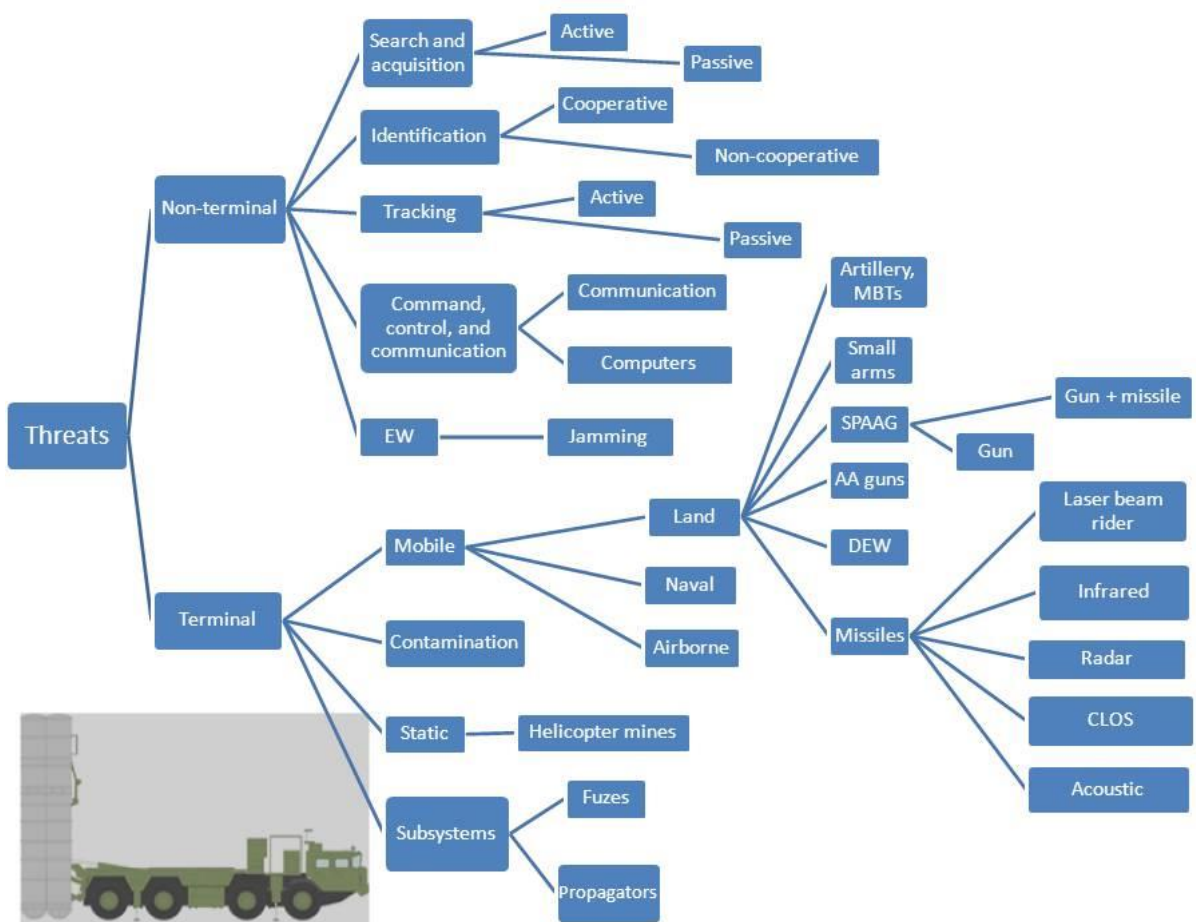 Threats
Non-terminal
Search and
acquisition
Active
Passive
Identification
Cooperative
Non-cooperative
Tracking
Active
Passive
Command,
control, and
communication
Communication
Computers
EW
Jamming
Terminal
Mobile
Land
Artillery,
MBTs
Small
arms
SPAAG
Gun + missile
Gun
AA guns
DEW
Missiles
Laser beam
rider
Infrared
Radar
CLOS
Acoustic
Naval
Airborne
Contamination
Static
Helicopter mines
Subsystems
Fuzes
Propagators